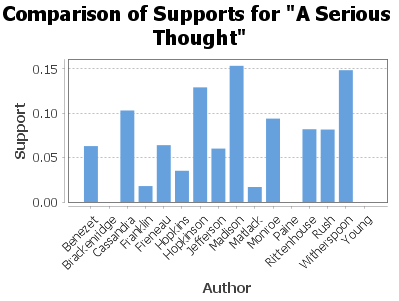 Comparison of Supports for "A Serious
Thought"
Support
0.15
0.10
0.05
0.00
Benezet
Brackenridge
Cassandra
Franklin
Freneau
Hopkins
Hopkinson
Jefferson
Madison
Matlack
Monroe
Paine
Rittenhouse
Rush
Witherspoon
Young
Author